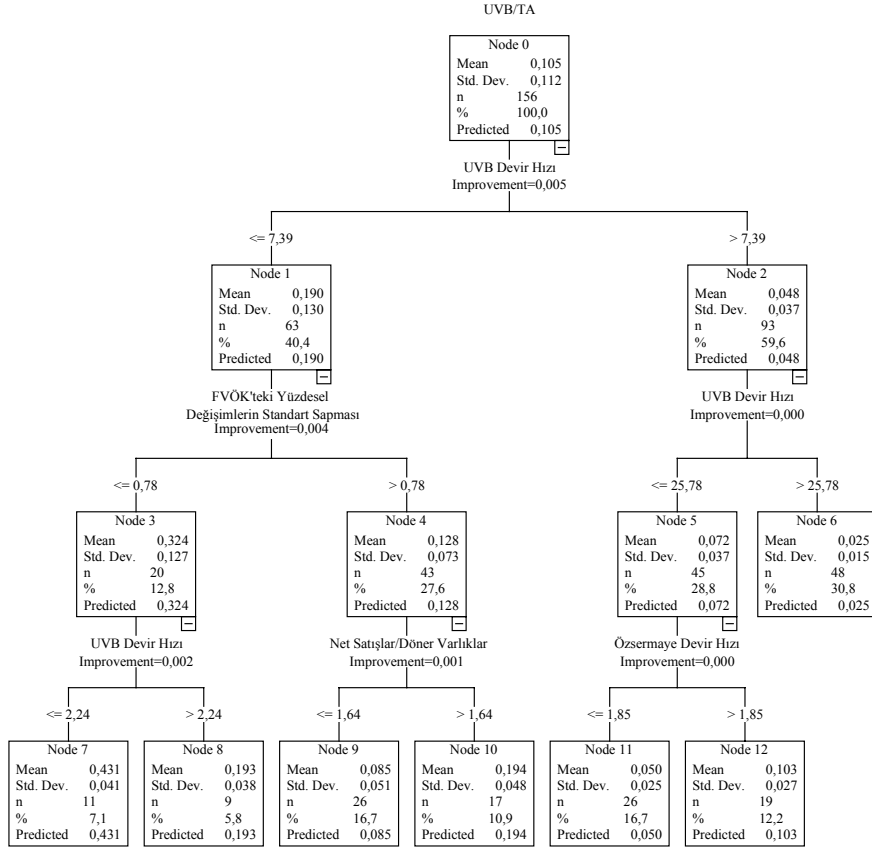 UVB/TA
Node 0
Mean 0,105
Std. Dev. 0,112
n 156
% 100,0
Predicted 0,105
UVB Devir Hızı
Improvement=0,005
<= 7,39
> 7,39
Node 1
Mean 0,190
Std. Dev. 0,130
n 63
% 40,4
Predicted 0,190
Node 2
Mean 0,048
Std. Dev. 0,037
n 93
% 59,6
Predicted 0,048
FVÖK'teki Yüzdesel
Değişimlerin Standart Sapması
Improvement=0,004
UVB Devir Hızı
Improvement=0,000
<= 0,78
> 0,78
<= 25,78
> 25,78
Node 3
Mean 0,324
Std. Dev. 0,127
n 20
% 12,8
Predicted 0,324
Node 4
Mean 0,128
Std. Dev. 0,073
n 43
% 27,6
Predicted 0,128
Node 5
Mean 0,072
Std. Dev. 0,037
n 45
% 28,8
Predicted 0,072
Node 6
Mean 0,025
Std. Dev. 0,015
n 48
% 30,8
Predicted 0,025
UVB Devir Hızı
Improvement=0,002
Net Satışlar/Döner Varlıklar
Improvement=0,001
Özsermaye Devir Hızı
Improvement=0,000
<= 2,24
> 2,24
<= 1,64
> 1,64
<= 1,85
> 1,85
Node 7
Mean 0,431
Std. Dev. 0,041
n 11
% 7,1
Predicted 0,431
Node 8
Mean 0,193
Std. Dev. 0,038
n 9
% 5,8
Predicted 0,193
Node 9
Mean 0,085
Std. Dev. 0,051
n 26
% 16,7
Predicted 0,085
Node 10
Mean 0,194
Std. Dev. 0,048
n 17
% 10,9
Predicted 0,194
Node 11
Mean 0,050
Std. Dev. 0,025
n 26
% 16,7
Predicted 0,050
Node 12
Mean 0,103
Std. Dev. 0,027
n 19
% 12,2
Predicted 0,103